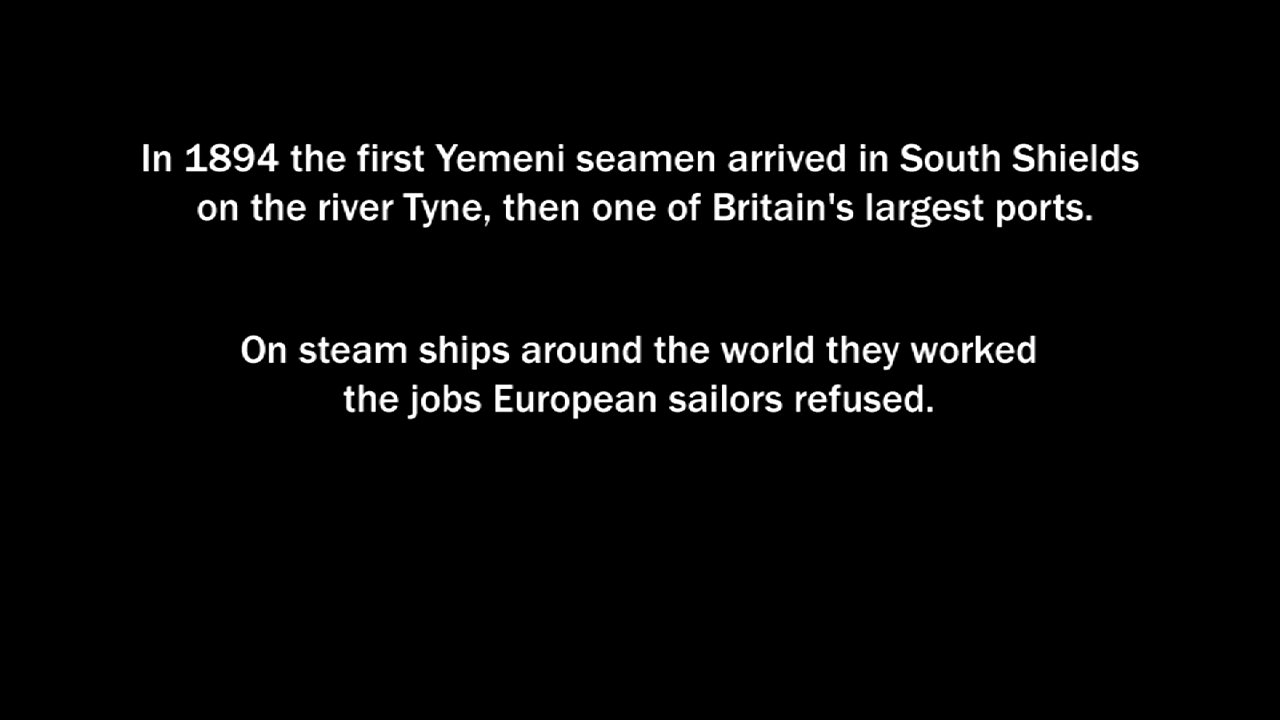 In 1894 the first Yemeni seamen arrived in South Shields
on the river Tyne, then one of Britain's largest ports.
On steam ships around the world they worked
the jobs European sailors refused.